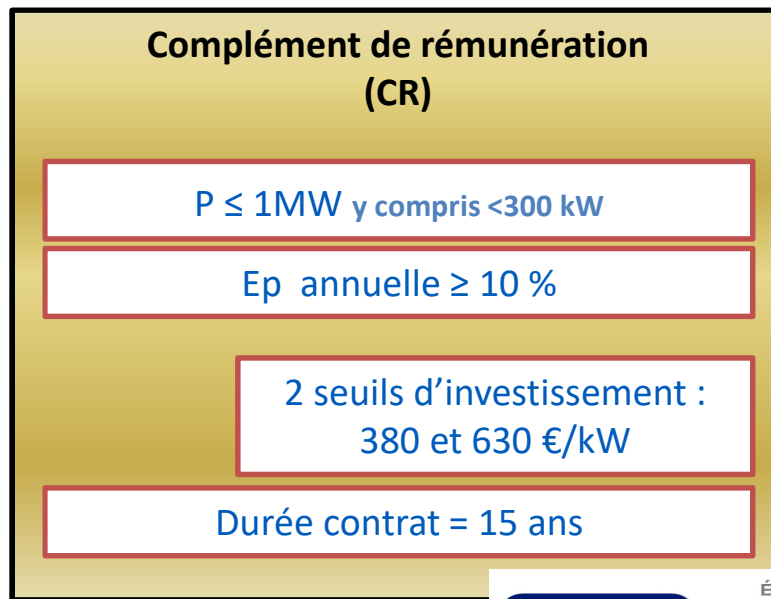 Complément de rémunération
(CR)
P ≤ 1MW y compris <300 kW
Ep annuelle ≥ 10 %
2 seuils d’investissement :
380 et 630 €/kW
Durée contrat = 15 ans
É